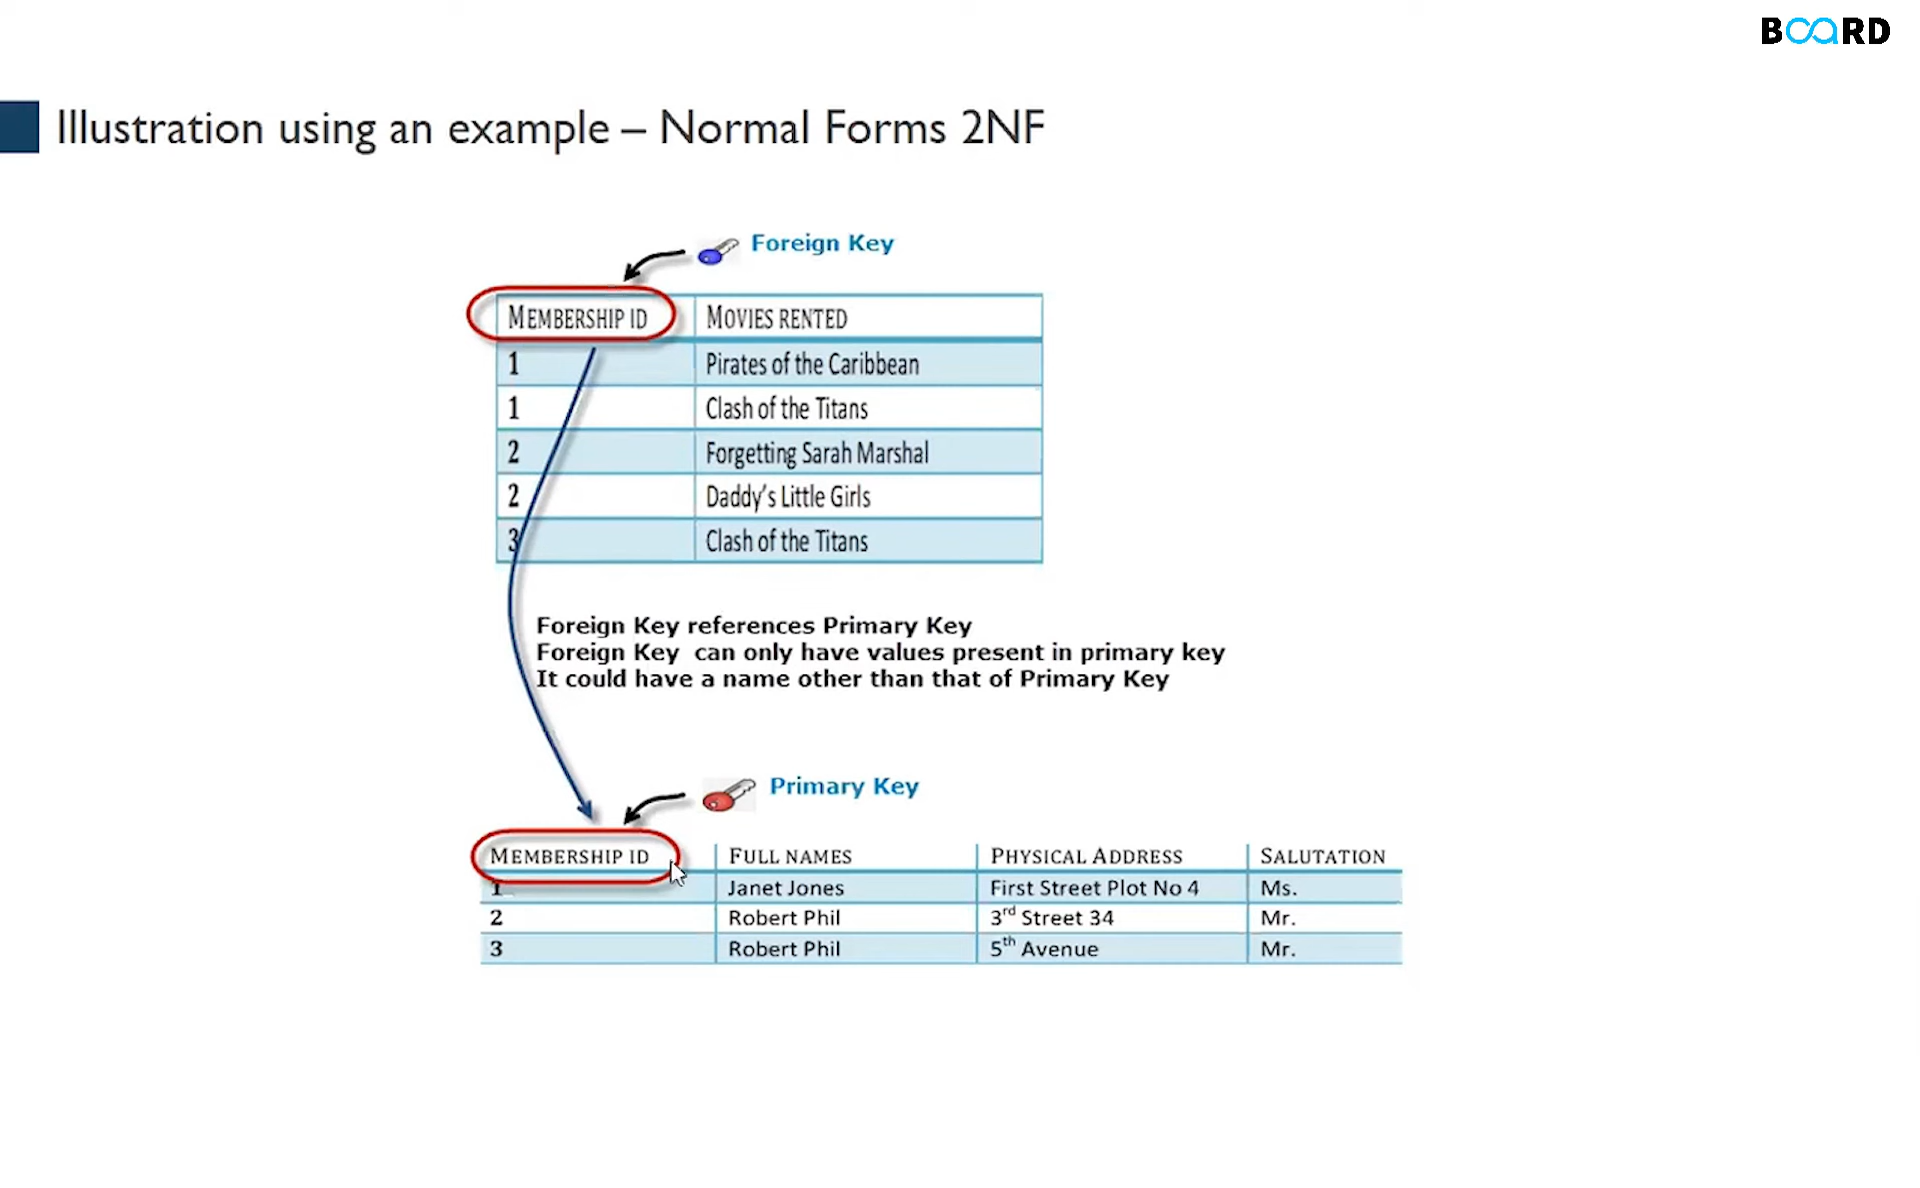 BOARD
Illustration using an example – Normal Forms 2NF
Foreign Key
MEMBERSHIP ID MOVIES RENTED
1 Pirates of the Caribbean
1 Clash of the Titans
2 Forgetting Sarah Marshal
2 Daddy's Little Girls
3 Clash of the Titans
Foreign Key references Primary Key
Foreign Key can only have values present in primary key
It could have a name other than that of Primary Key
Primary Key
MEMBERSHIP ID FULL NAMES PHYSICAL ADDRESS SALUTATION
1 Janet Jones First Street Plot No 4 Ms.
2 Robert Phil 3rd Street 34 Mr.
3 Robert Phil 5th Avenue Mr.